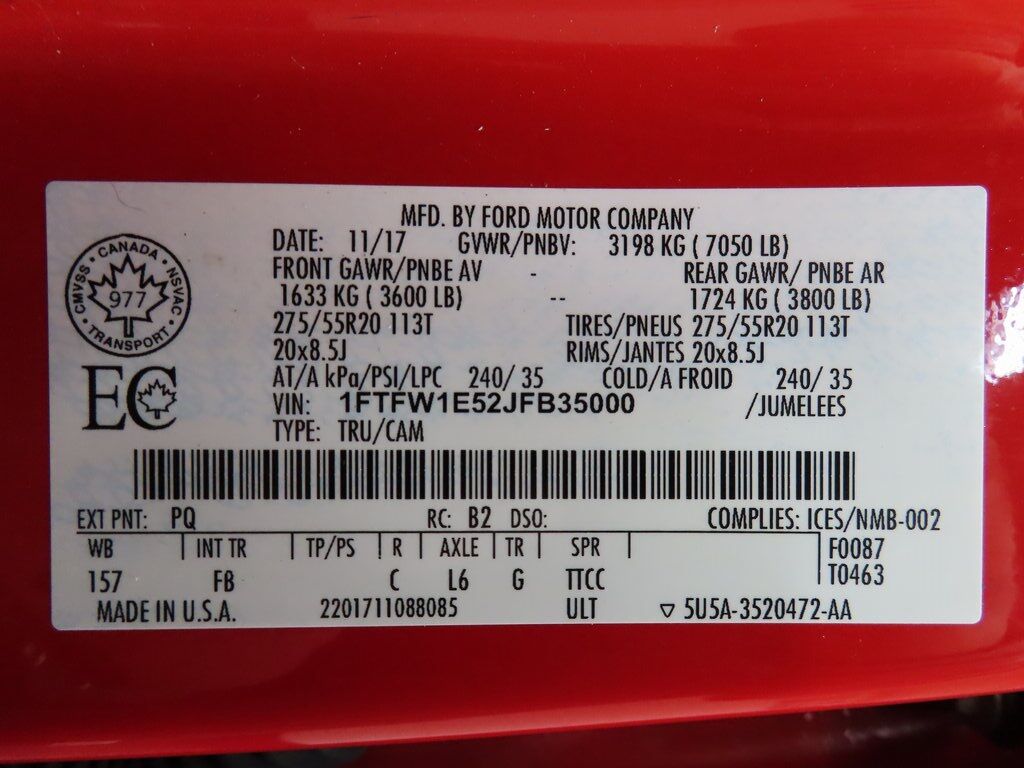 MFD. BY FORD MOTOR COMPANY
DATE: 11/17 GVWR/PNBV: 3198 KG ( 7050 LB)
FRONT GAWR/PNBE AV - REAR GAWR/ PNBE AR
1633 KG ( 3600 LB) -- 1724 KG ( 3800 LB)
275/55R20 113T TIRES/PNEUS 275/55R20 113T
20x8.5J RIMS/JANTES 20x8.5J
AT/A kPa/PSI/LPC 240/ 35 COLD/A FROID 240/ 35
VIN: 1FTFW1E52JFB35000 /JUMELEES
TYPE: TRU/CAM
CANADA
CMVSS · NSVAC
977
TRANSPORT
EC
EXT PNT: PQ RC: B2 DSO: COMPLIES: ICES/NMB-002
WB | INT TR | TP/PS | R | AXLE | TR | SPR | F0087
157 FB C L6 G TTCC T0463
MADE IN U.S.A. 2201711088085 ULT ▽ 5U5A-3520472-AA